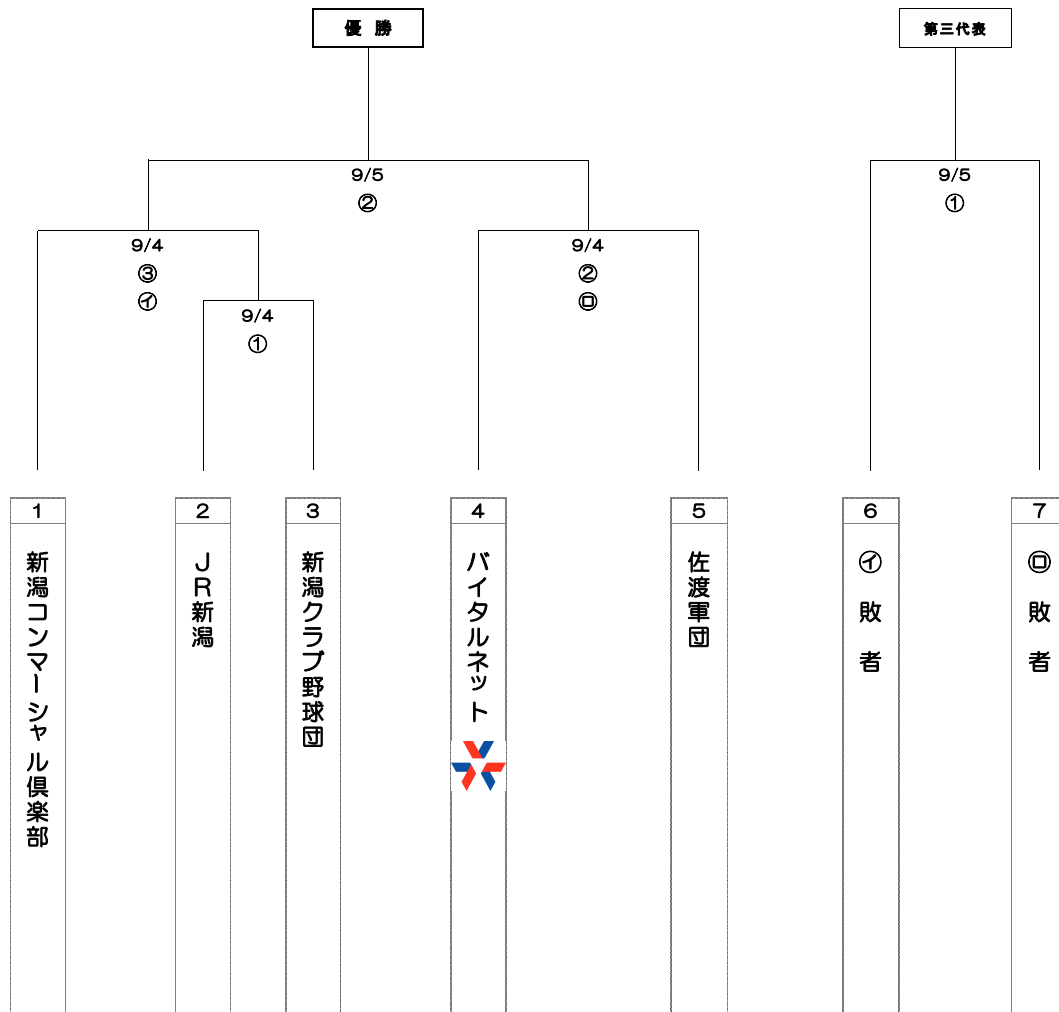 優 勝
第三代表
9/5
②
9/5
①
9/4
③
㋑
9/4
②
㋺
9/4
①
1
2
3
4
5
6
7
新潟コンマーシャル倶楽部
JR新潟
新潟クラブ野球団
バイタルネット
佐渡軍団
㋑ 敗 者
㋺ 敗 者